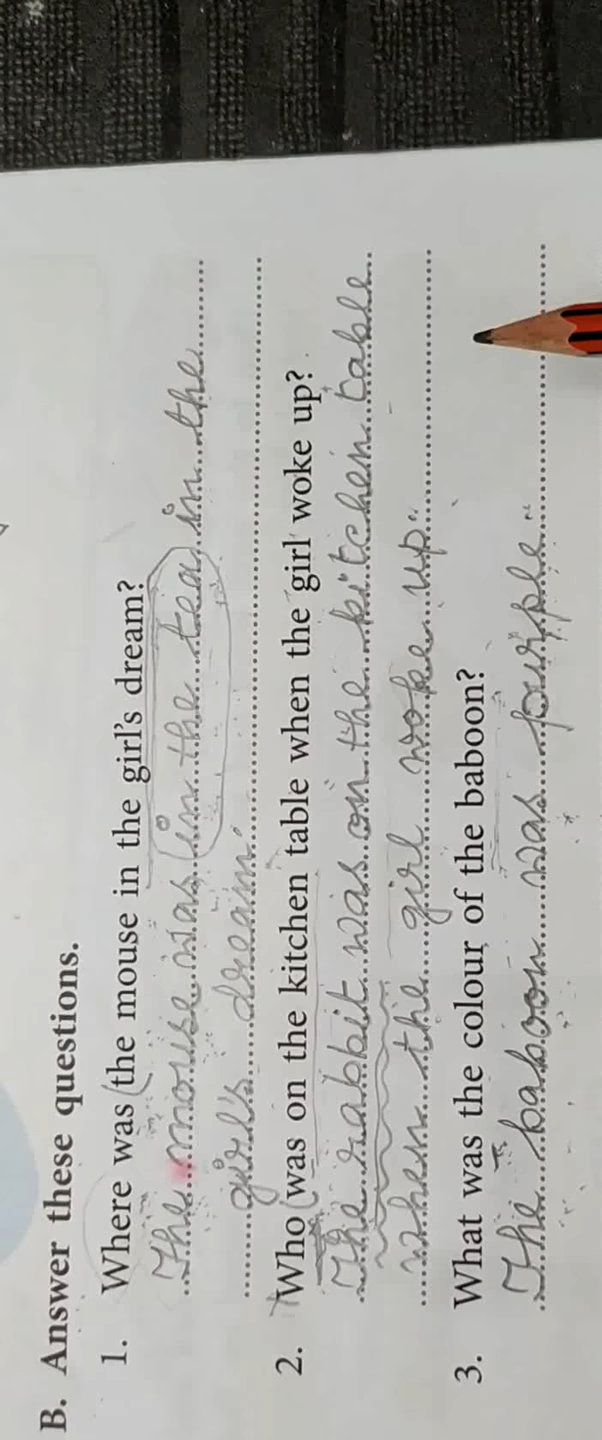 B. Answer these questions.
1. Where was the mouse in the girl's dream?
The mouse was in the tea in the
girl's dream.
2. Who was on the kitchen table when the girl woke up?
The rabbit was on the kitchen table
when the girl woke up.
3. What was the colour of the baboon?
The baboon was purple.